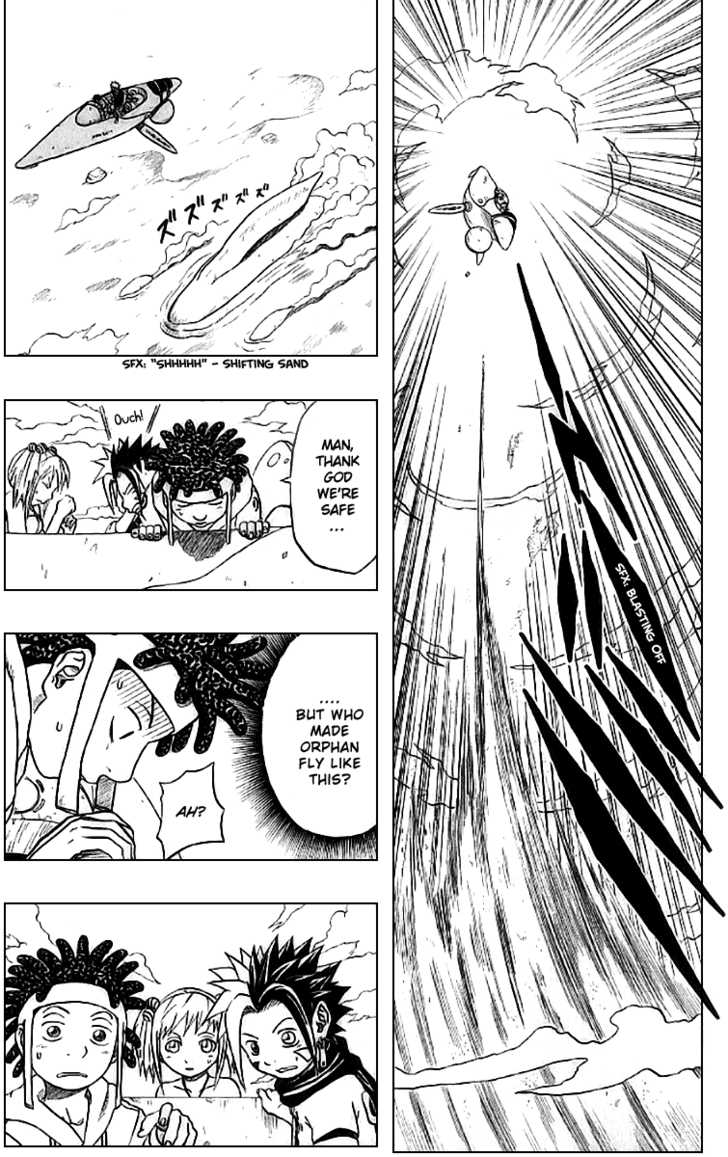 SFX: BLASTING OFF
ズズズズズ
SFX: "SHHHHH" – SHIFTING SAND
Ouch!
MAN,
THANK
GOD
WE'RE
SAFE
...
....
BUT WHO
MADE
ORPHAN
FLY LIKE
THIS?
AH?